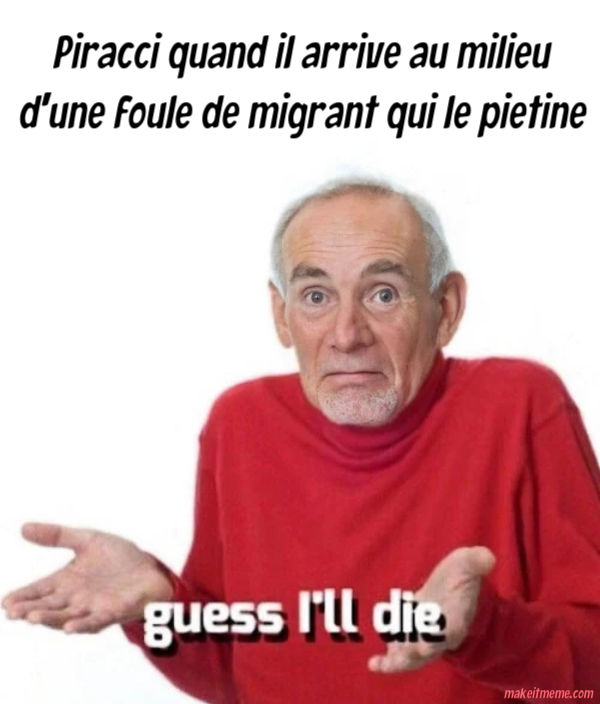 Piracci quand il arrive au milieu
d'une foule de migrant qui le pietine
guess I'll die
makeitmeme.com